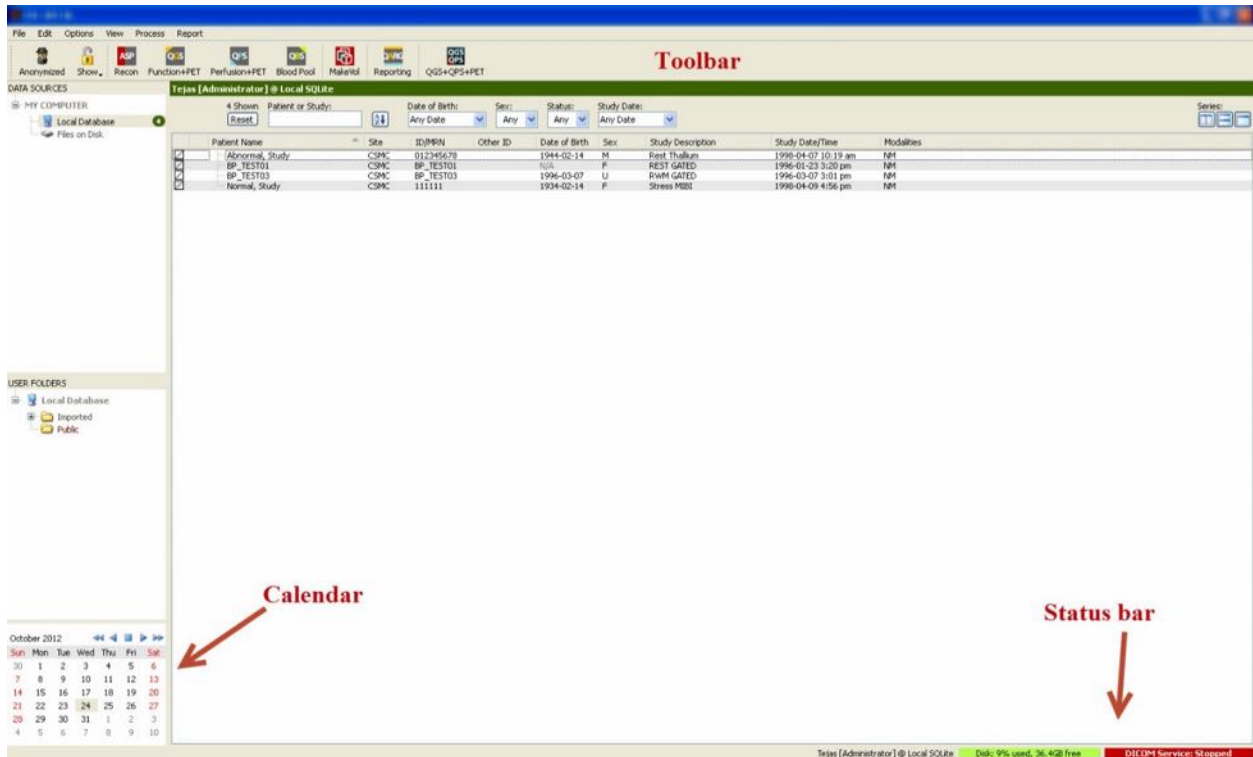 File Edit Options View Process Report
Toolbar
ASP QGS QPS QBS QGS QPS
Anonymized Show Recon Function+PET Perfusion+PET Blood Pool MakeVol Reporting QGS+QPS+PET
DATA SOURCES
Tejas [Administrator] @ Local SQLite
MY COMPUTER
Local Database 4
Files on Disk
4 Shown Patient or Study: Date of Birth: Sex: Status: Study Date: Series:
Reset Any Date Any Any Any Date
Patient Name Site ID/MRN Other ID Date of Birth Sex Study Description Study Date/Time Modalities
Abnormal, Study CSMC 012345678 1944-02-14 M Rest Thallium 1998-04-07 10:19 am NM
BP_TEST01 CSMC BP_TEST01 N/A F REST GATED 1996-01-23 3:20 pm NM
BP_TEST03 CSMC BP_TEST03 1996-03-07 U RWM GATED 1996-03-07 3:01 pm NM
Normal, Study CSMC 111111 1934-02-14 F Stress MIBI 1998-04-09 4:56 pm NM
USER FOLDERS
Local Database
Imported
Public
Calendar
Status bar
October 2012
Sun Mon Tue Wed Thu Fri Sat
30 1 2 3 4 5 6
7 8 9 10 11 12 13
14 15 16 17 18 19 20
21 22 23 24 25 26 27
28 29 30 31 1 2 3
4 5 6 7 8 9 10
Tejas [Administrator] @ Local SQLite Disk: 9% used, 36.4GB free DICOM Service: Stopped